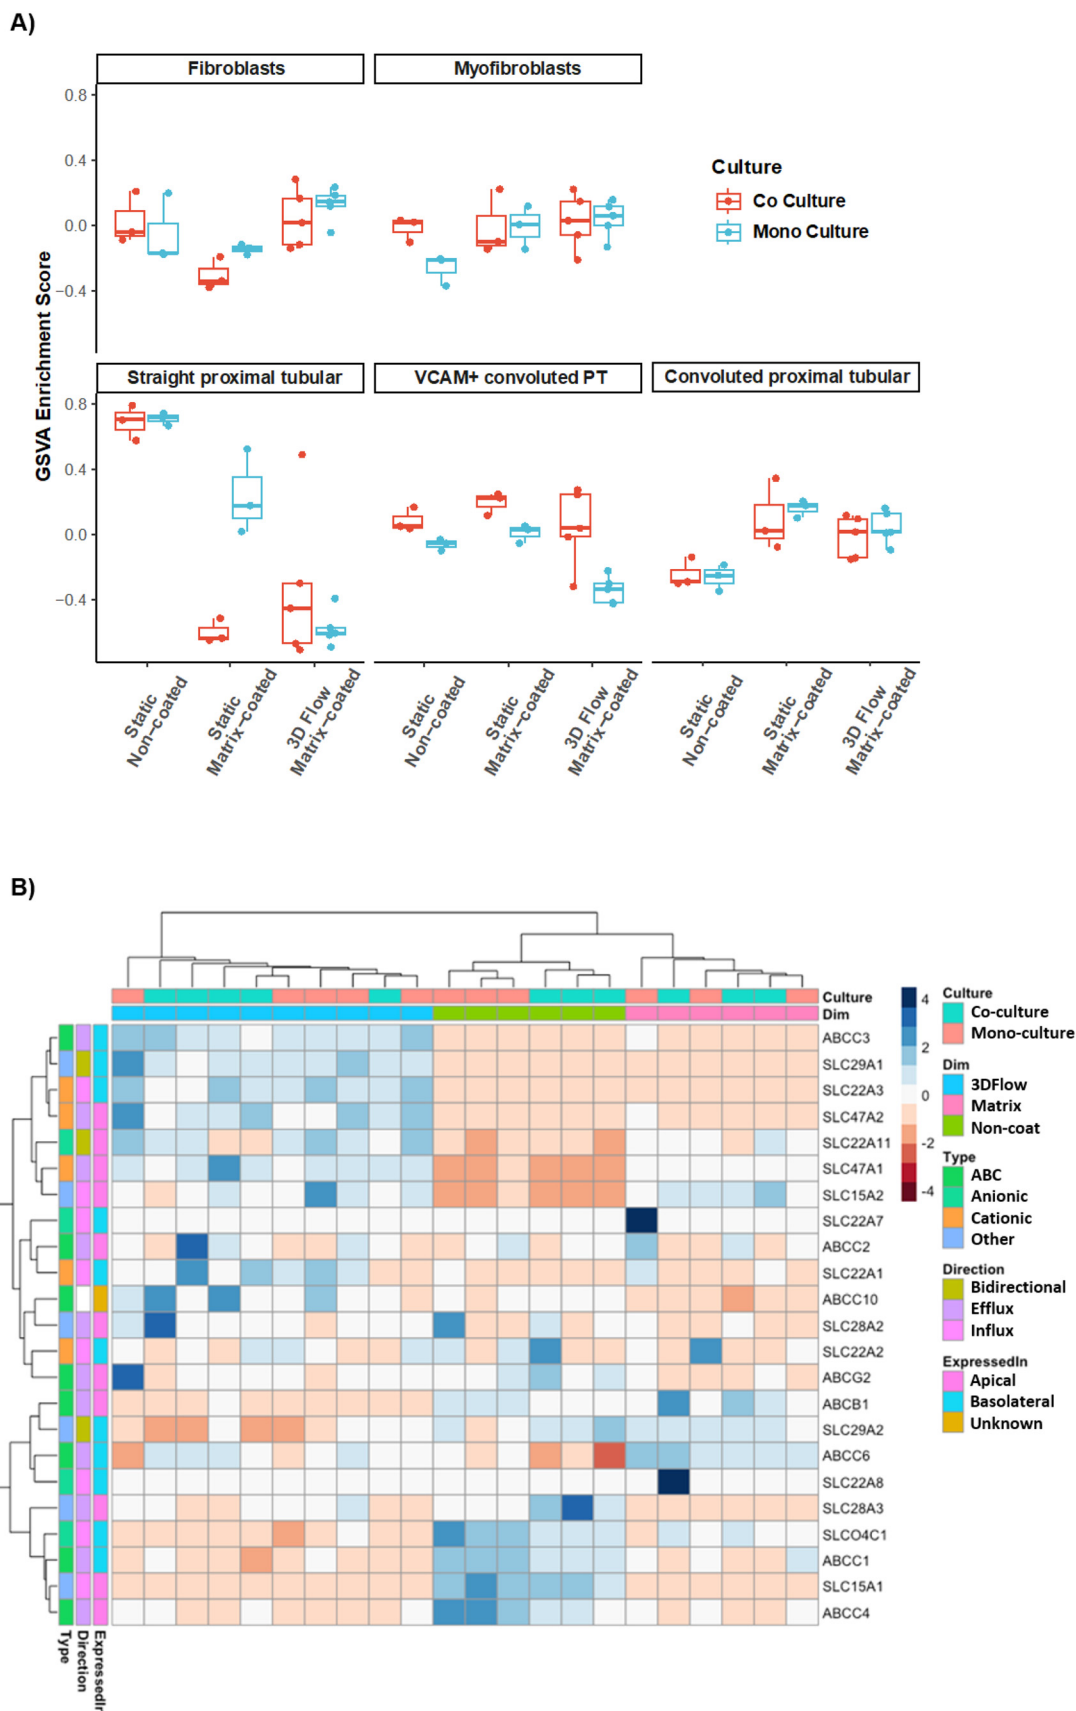 A)
Fibroblasts
Myofibroblasts
0.8
0.4
0.0
−0.4
Culture
Co Culture
Mono Culture
GSVA Enrichment Score
Straight proximal tubular
VCAM+ convoluted PT
Convoluted proximal tubular
0.8
0.4
0.0
−0.4
Static
Non−coated
Static
Matrix−coated
3D Flow
Matrix−coated
Static
Non−coated
Static
Matrix−coated
3D Flow
Matrix−coated
Static
Non−coated
Static
Matrix−coated
3D Flow
Matrix−coated
B)
Culture
Dim
ABCC3
SLC29A1
SLC22A3
SLC47A2
SLC22A11
SLC47A1
SLC15A2
SLC22A7
ABCC2
SLC22A1
ABCC10
SLC28A2
SLC22A2
ABCG2
ABCB1
SLC29A2
ABCC6
SLC22A8
SLC28A3
SLCO4C1
ABCC1
SLC15A1
ABCC4
4
2
0
-2
-4
Culture
Co-culture
Mono-culture
Dim
3DFlow
Matrix
Non-coat
Type
ABC
Anionic
Cationic
Other
Direction
Bidirectional
Efflux
Influx
ExpressedIn
Apical
Basolateral
Unknown
Type
Direction
ExpressedIn